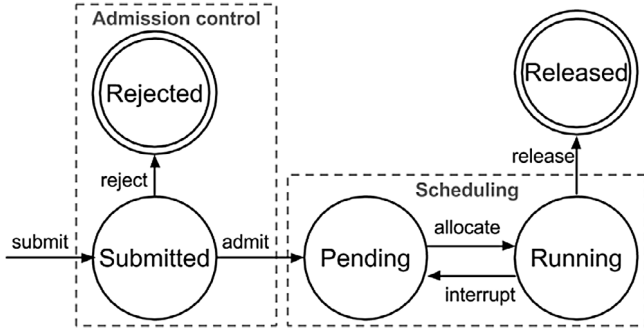 Admission control
Rejected
Released
reject
release
Scheduling
submit
Submitted
admit
Pending
allocate
Running
interrupt